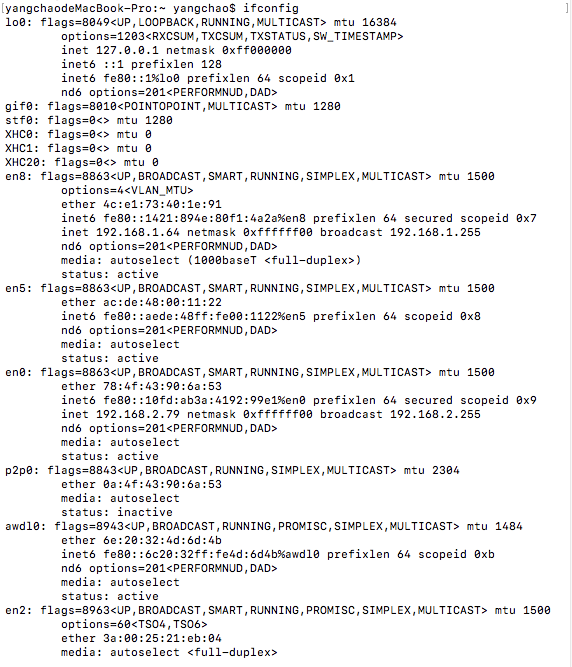 [yangchaodeMacBook-Pro:~ yangchao$ ifconfig ]
lo0: flags=8049<UP,LOOPBACK,RUNNING,MULTICAST> mtu 16384
options=1203<RXCSUM,TXCSUM,TXSTATUS,SW_TIMESTAMP>
inet 127.0.0.1 netmask 0xff000000
inet6 ::1 prefixlen 128
inet6 fe80::1%lo0 prefixlen 64 scopeid 0x1
nd6 options=201<PERFORMNUD,DAD>
gif0: flags=8010<POINTOPOINT,MULTICAST> mtu 1280
stf0: flags=0<> mtu 1280
XHC0: flags=0<> mtu 0
XHC1: flags=0<> mtu 0
XHC20: flags=0<> mtu 0
en8: flags=8863<UP,BROADCAST,SMART,RUNNING,SIMPLEX,MULTICAST> mtu 1500
options=4<VLAN_MTU>
ether 4c:e1:73:40:1e:91
inet6 fe80::1421:894e:80f1:4a2a%en8 prefixlen 64 secured scopeid 0x7
inet 192.168.1.64 netmask 0xffffff00 broadcast 192.168.1.255
nd6 options=201<PERFORMNUD,DAD>
media: autoselect (1000baseT <full-duplex>)
status: active
en5: flags=8863<UP,BROADCAST,SMART,RUNNING,SIMPLEX,MULTICAST> mtu 1500
ether ac:de:48:00:11:22
inet6 fe80::aede:48ff:fe00:1122%en5 prefixlen 64 scopeid 0x8
nd6 options=201<PERFORMNUD,DAD>
media: autoselect
status: active
en0: flags=8863<UP,BROADCAST,SMART,RUNNING,SIMPLEX,MULTICAST> mtu 1500
ether 78:4f:43:90:6a:53
inet6 fe80::10fd:ab3a:4192:99e1%en0 prefixlen 64 secured scopeid 0x9
inet 192.168.2.79 netmask 0xffffff00 broadcast 192.168.2.255
nd6 options=201<PERFORMNUD,DAD>
media: autoselect
status: active
p2p0: flags=8843<UP,BROADCAST,RUNNING,SIMPLEX,MULTICAST> mtu 2304
ether 0a:4f:43:90:6a:53
media: autoselect
status: inactive
awdl0: flags=8943<UP,BROADCAST,RUNNING,PROMISC,SIMPLEX,MULTICAST> mtu 1484
ether 6e:20:32:4d:6d:4b
inet6 fe80::6c20:32ff:fe4d:6d4b%awdl0 prefixlen 64 scopeid 0xb
nd6 options=201<PERFORMNUD,DAD>
media: autoselect
status: active
en2: flags=8963<UP,BROADCAST,SMART,RUNNING,PROMISC,SIMPLEX,MULTICAST> mtu 1500
options=60<TSO4,TSO6>
ether 3a:00:25:21:eb:04
media: autoselect <full-duplex>